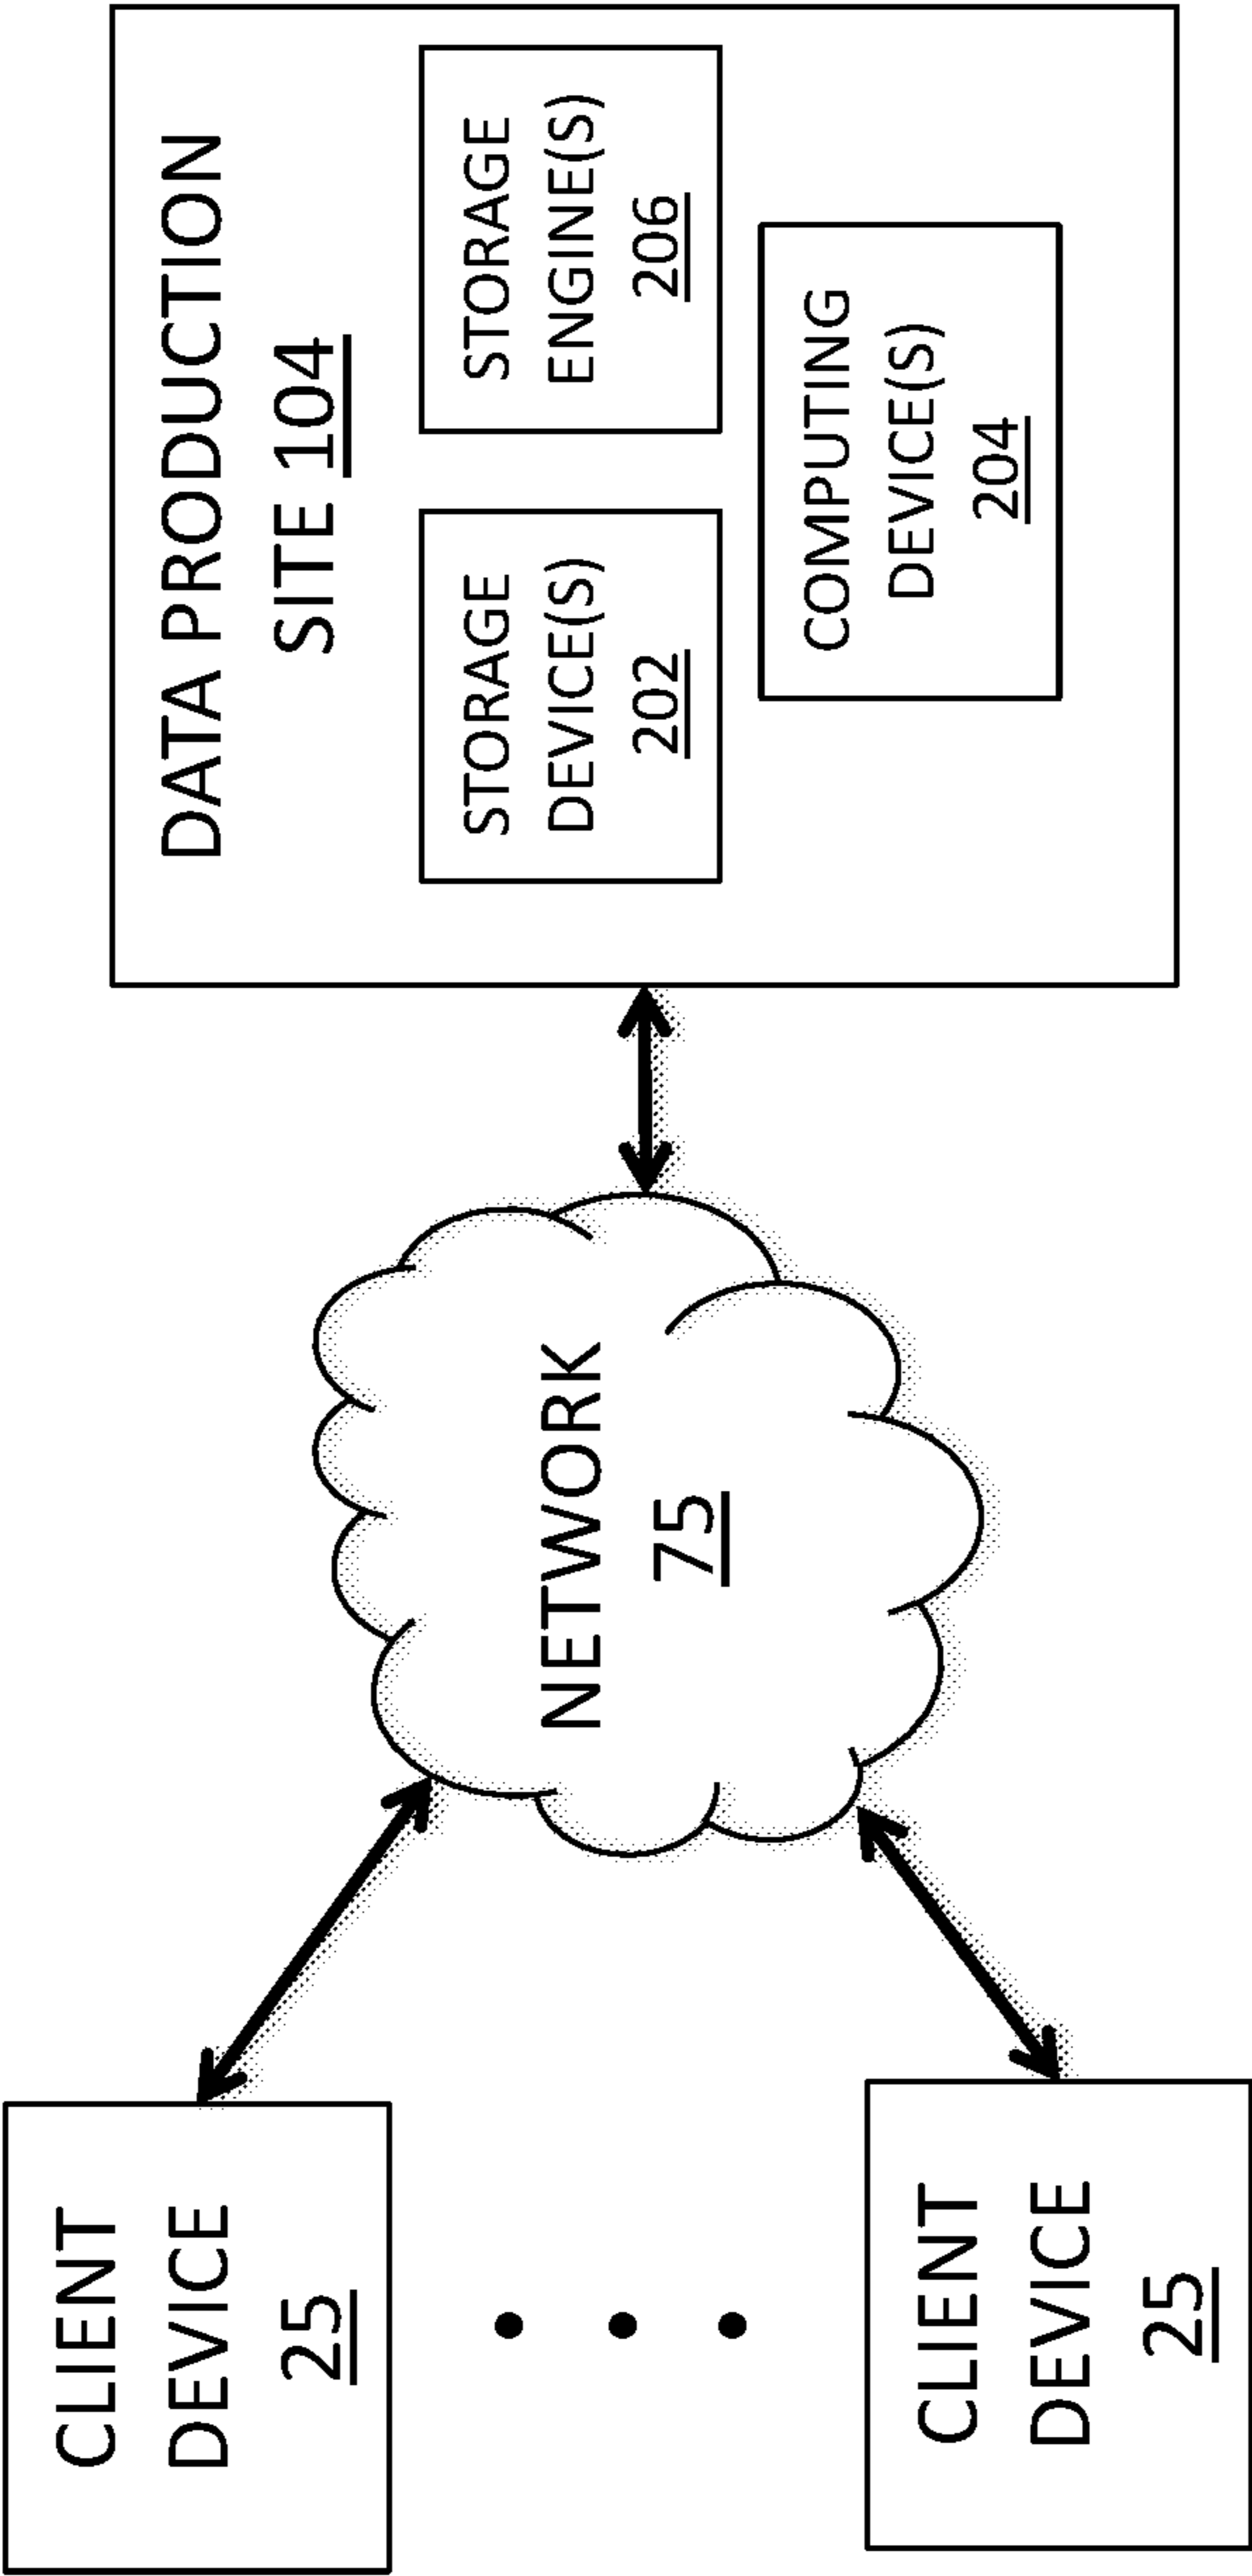 CLIENT
DEVICE
25
CLIENT
DEVICE
25
NETWORK
75
DATA PRODUCTION
SITE 104
STORAGE
DEVICE(S)
202
STORAGE
ENGINE(S)
206
COMPUTING
DEVICE(S)
204